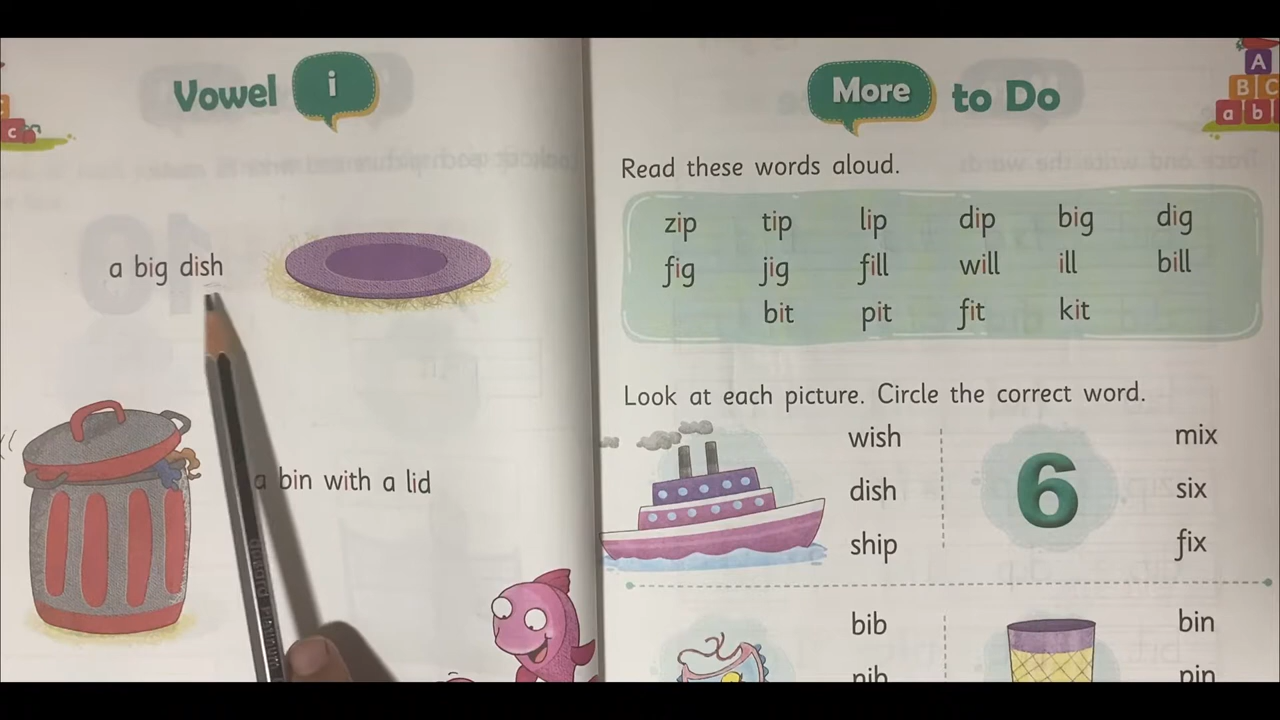 Vowel i
a big dish
a bin with a lid
More to Do
A
B C
a b
c
Read these words aloud.
zip tip lip dip big dig
fig jig fill will ill bill
bit pit fit kit
Look at each picture. Circle the correct word.
wish
dish
ship
6
mix
six
fix
bib
nib
bin
pin